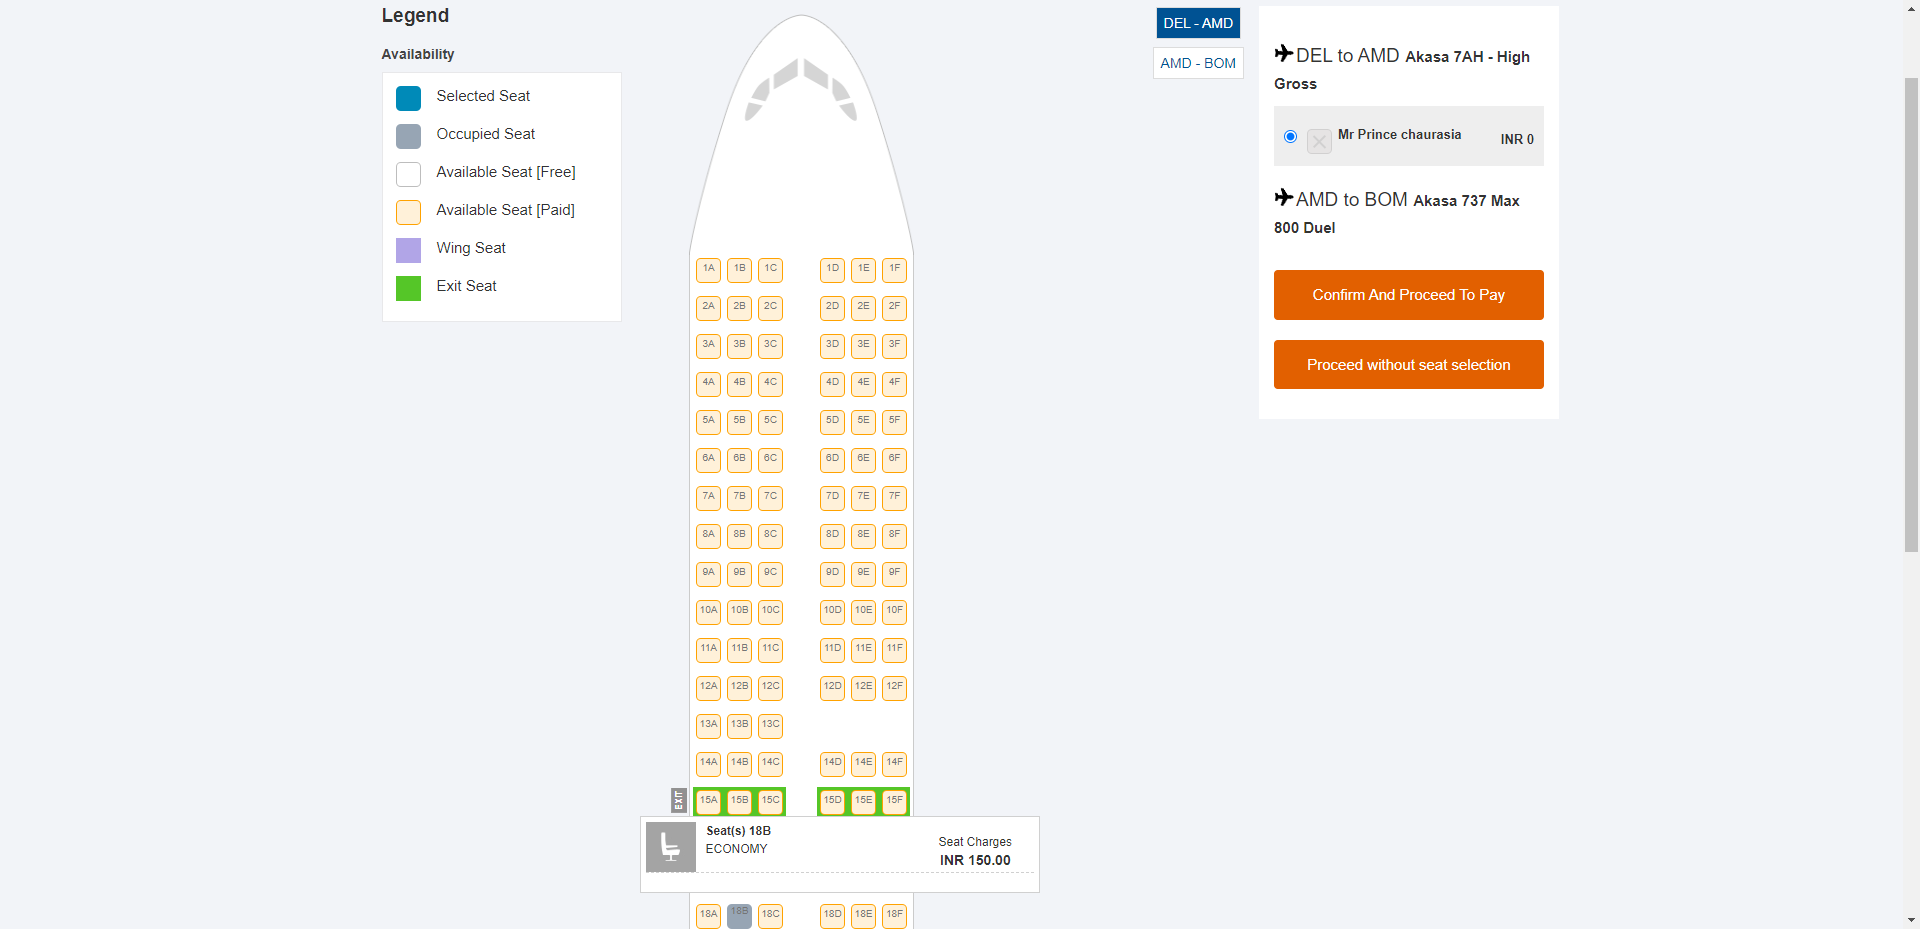 Legend
Availability
Selected Seat
Occupied Seat
Available Seat [Free]
Available Seat [Paid]
Wing Seat
Exit Seat
1A 1B 1C 1D 1E 1F
2A 2B 2C 2D 2E 2F
3A 3B 3C 3D 3E 3F
4A 4B 4C 4D 4E 4F
5A 5B 5C 5D 5E 5F
6A 6B 6C 6D 6E 6F
7A 7B 7C 7D 7E 7F
8A 8B 8C 8D 8E 8F
9A 9B 9C 9D 9E 9F
10A 10B 10C 10D 10E 10F
11A 11B 11C 11D 11E 11F
12A 12B 12C 12D 12E 12F
13A 13B 13C
14A 14B 14C 14D 14E 14F
EXIT 15A 15B 15C 15D 15E 15F
Seat(s) 18B
ECONOMY
Seat Charges
INR 150.00
18A 18B 18C 18D 18E 18F
DEL - AMD
AMD - BOM
DEL to AMD Akasa 7AH - High
Gross
Mr Prince chaurasia INR 0
AMD to BOM Akasa 737 Max
800 Duel
Confirm And Proceed To Pay
Proceed without seat selection